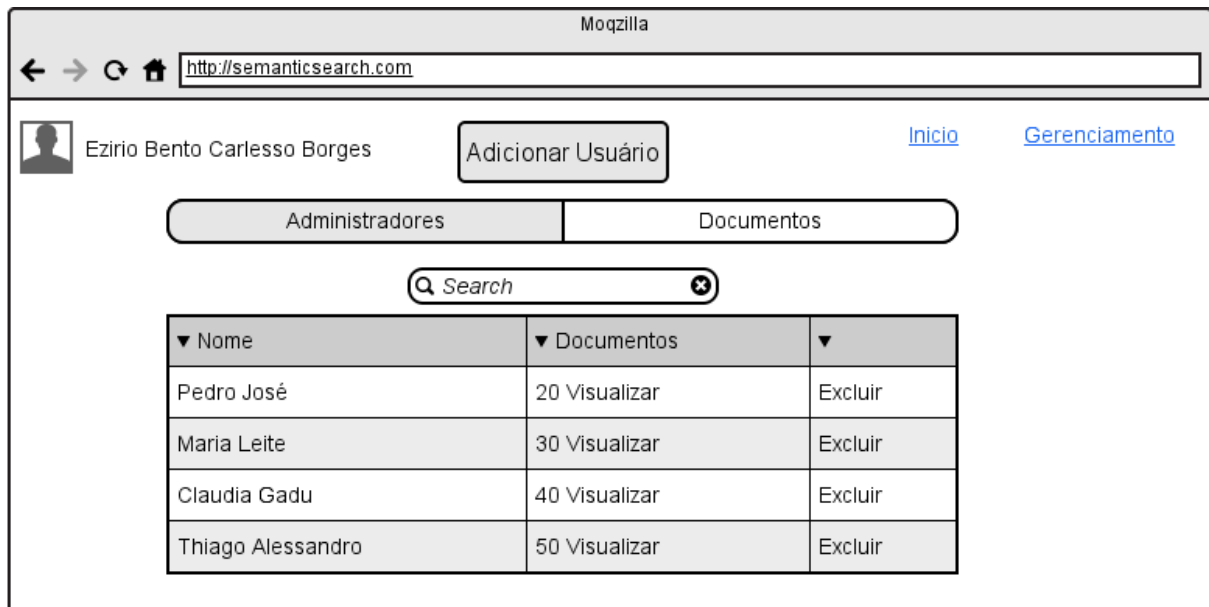 Moqzilla
http://semanticsearch.com
Ezirio Bento Carlesso Borges
Adicionar Usuário
Inicio
Gerenciamento
Administradores
Documentos
Search
Nome
Documentos
Pedro José
20 Visualizar
Excluir
Maria Leite
30 Visualizar
Excluir
Claudia Gadu
40 Visualizar
Excluir
Thiago Alessandro
50 Visualizar
Excluir